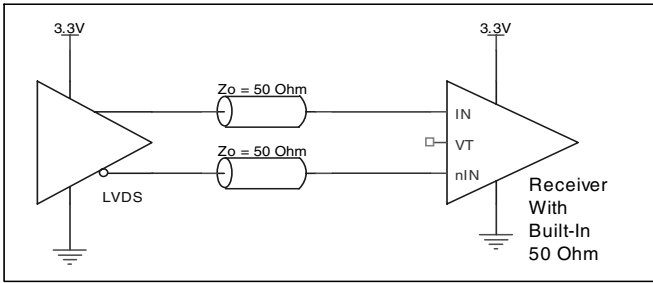 3.3V
3.3V
Zo = 50 Ohm
IN
VT
Zo = 50 Ohm
nIN
LVDS
Receiver
With
Built-In
50 Ohm